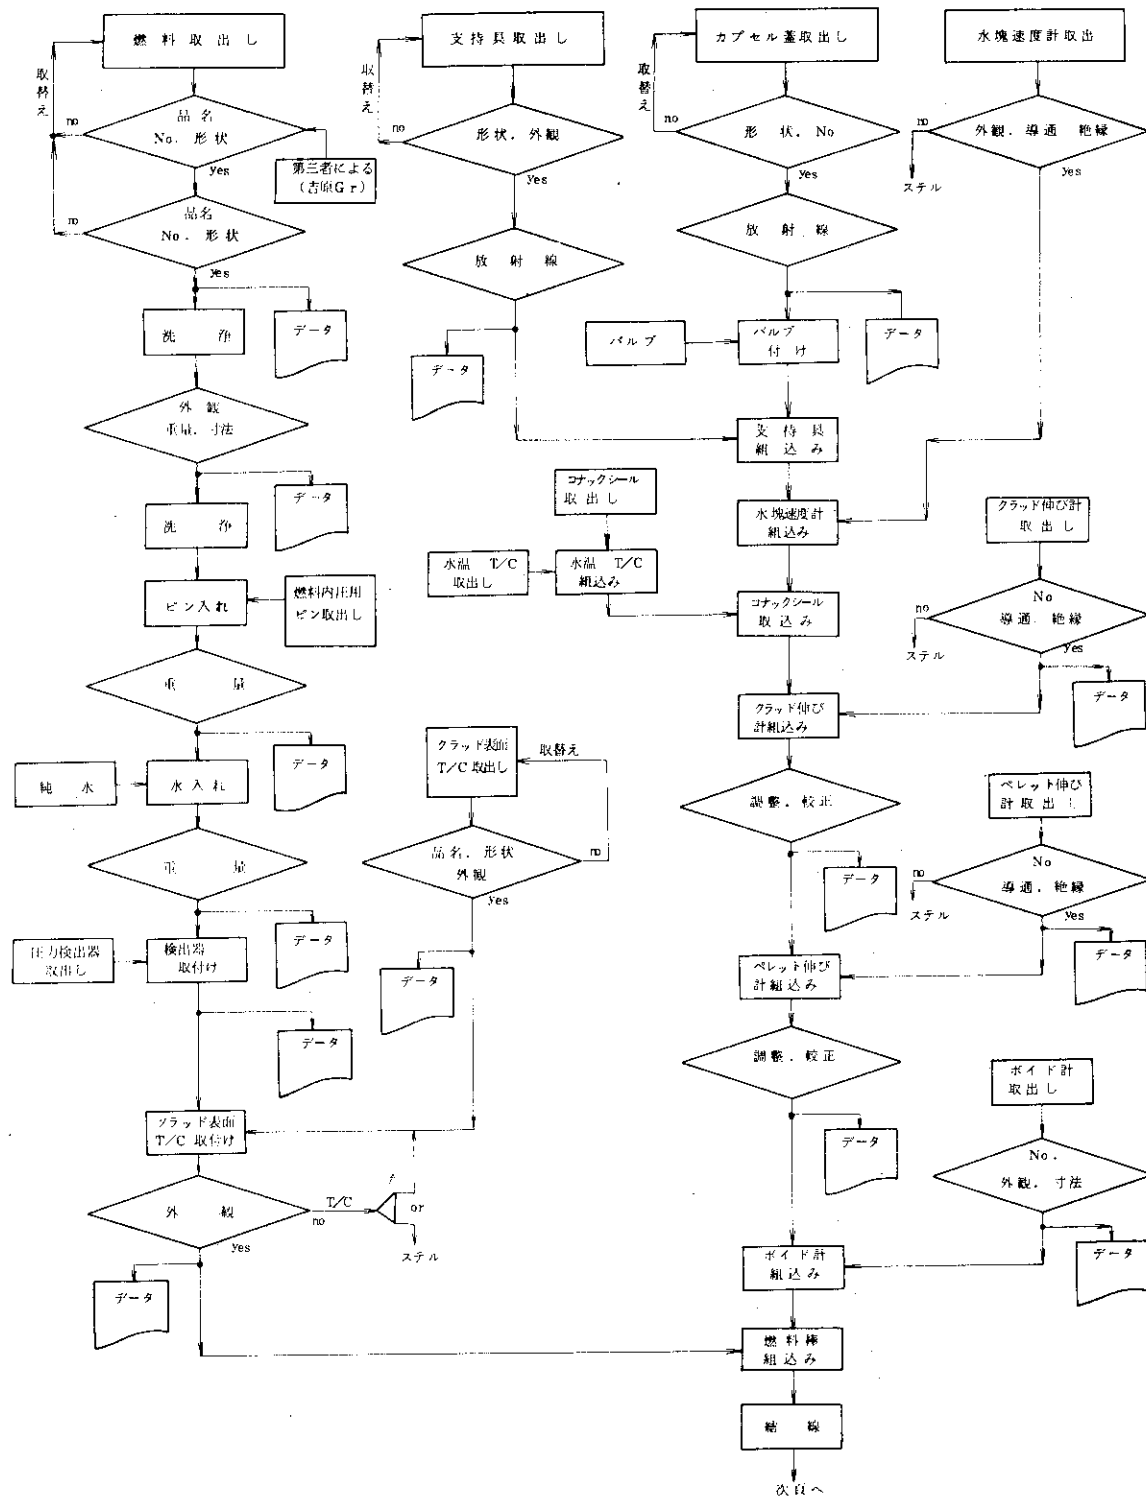 燃料取出し
取替え
品名
No. 形状
no
yes
第三者による
(吉原Gr)
品名
No. 形状
no
yes
データ
洗浄
外観
重量. 寸法
データ
洗浄
ピン入れ
燃料内圧用
ピン取出し
重量
データ
純水
水入れ
重量
データ
圧力検出器
取出し
検出器
取付け
データ
クラッド表面
T/C 取出し
取替え
品名. 形状
外観
no
yes
データ
クラッド表面
T/C 取付け
外観
T/C
no
or
ステル
yes
データ
支持具取出し
取替え
no
形状. 外観
yes
放射線
データ
カプセル蓋取出し
取替え
no
形状. No
yes
放射線
データ
バルブ
バルブ
付け
支持具
組込み
水塊速度計取出
no
外観. 導通 絶縁
yes
ステル
コナックシール
取出し
水温 T/C
取出し
水温 T/C
組込み
水塊速度計
組込み
コナックシール
取込み
クラッド伸び計
取出し
No
導通. 絶縁
no
yes
ステル
データ
クラッド伸び
計組込み
調整. 較正
データ
ペレット伸び
計取出し
No
導通. 絶縁
no
yes
ステル
データ
ペレット伸び
計組込み
調整. 較正
データ
ボイド計
取出し
No.
外観. 寸法
データ
ボイド計
組込み
燃料棒
組込み
結線
次頁へ